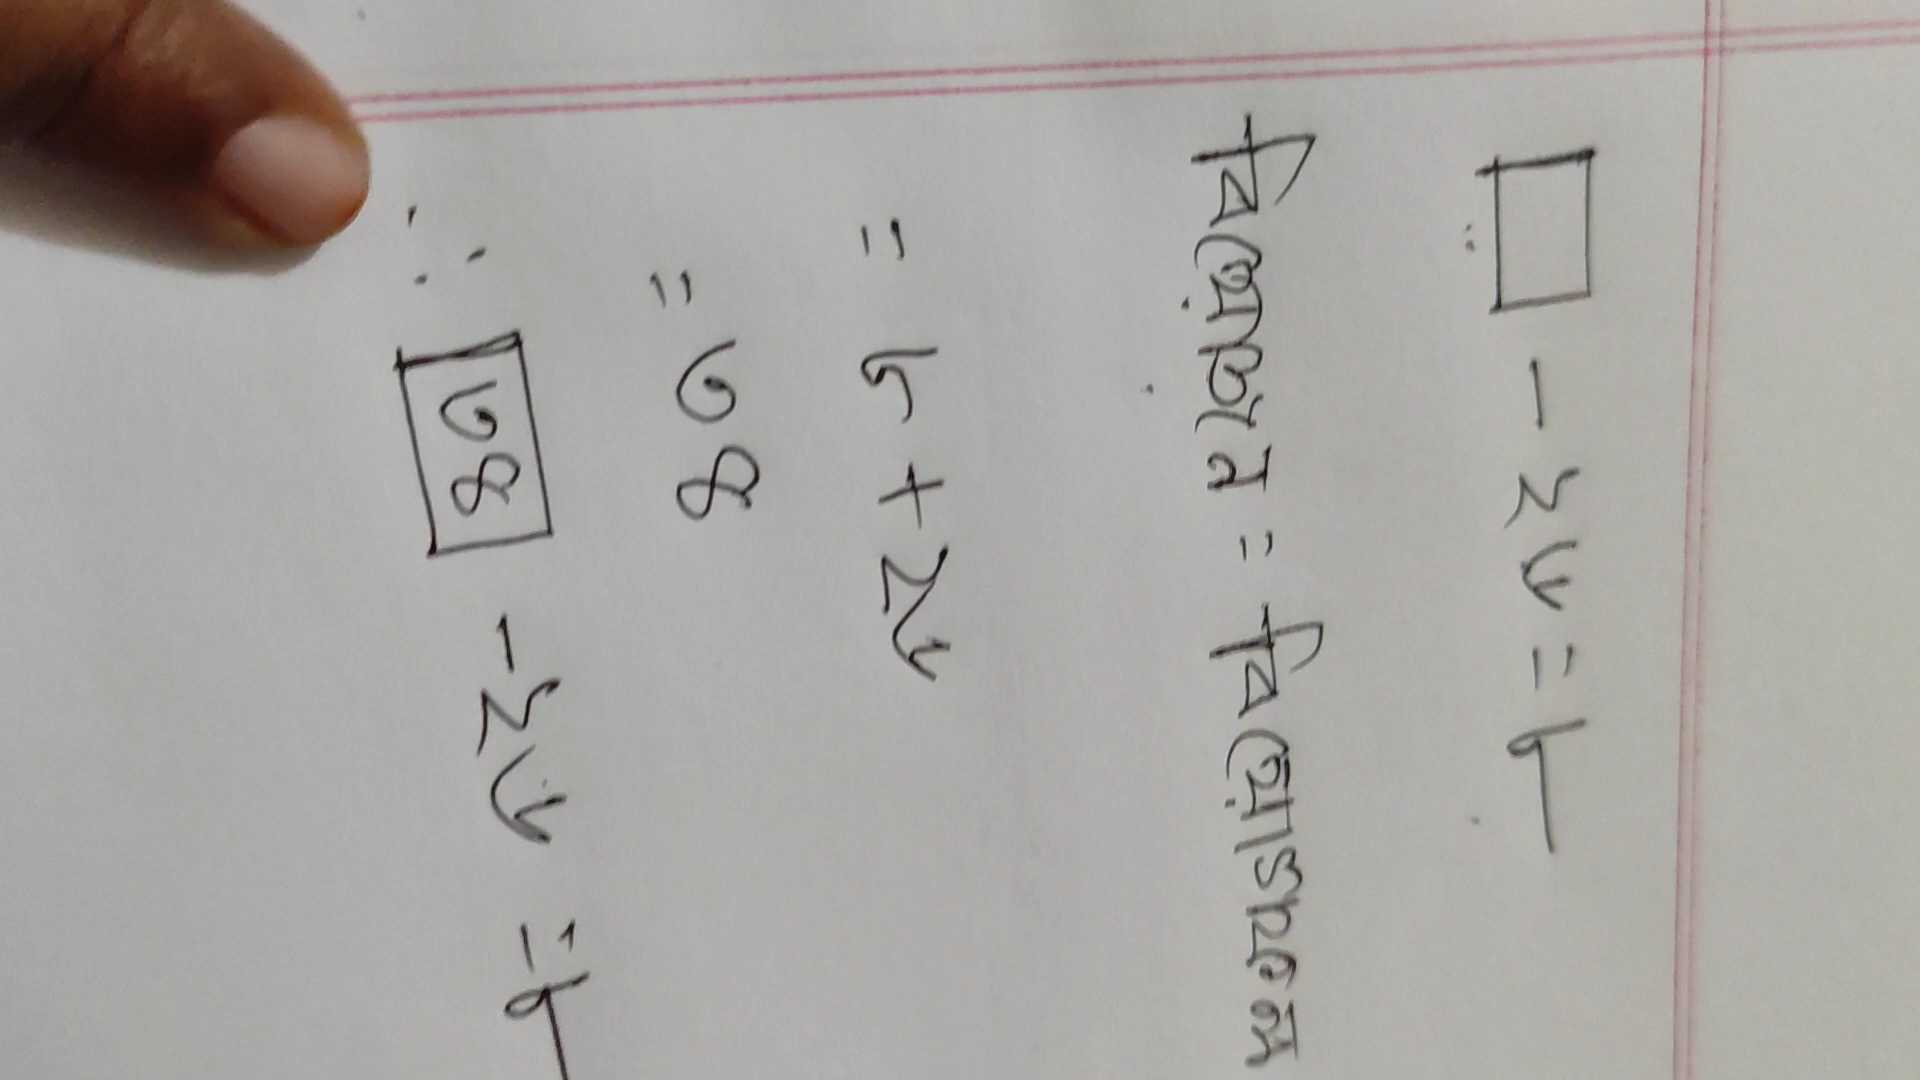 □ - ২৬ = ৮
বিয়োজন = বিয়োগফল
= ৮ + ২৬
= ৩৪
∴ ৩৪ - ২৬ = ৮